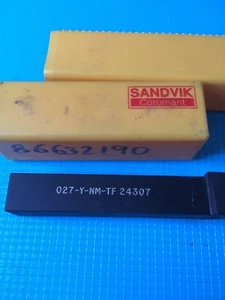 SANDVIK
Coromant
86632190
027-Y-NM-TF 24307